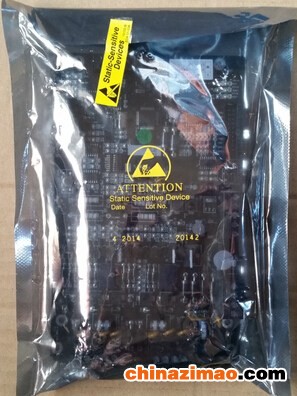 Static-Sensitive
Devices
ATTENTION
Static Sensitive Device
Date Lot No.
4 2014 20142
chinazimao.com